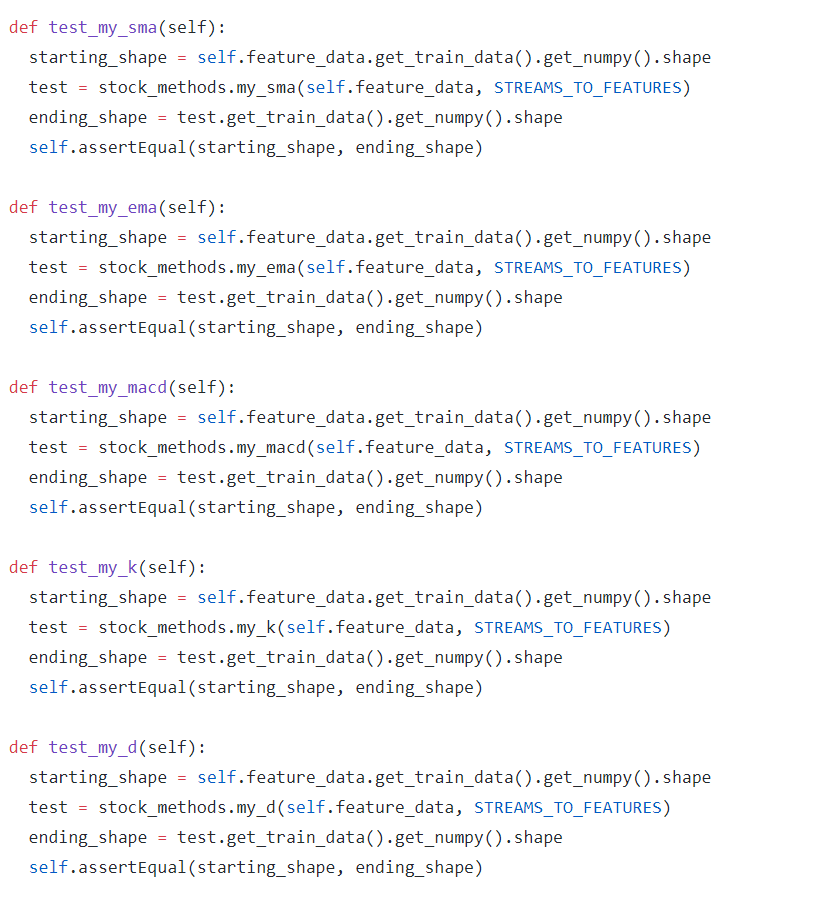 def test_my_sma(self):
  starting_shape = self.feature_data.get_train_data().get_numpy().shape
  test = stock_methods.my_sma(self.feature_data, STREAMS_TO_FEATURES)
  ending_shape = test.get_train_data().get_numpy().shape
  self.assertEqual(starting_shape, ending_shape)

def test_my_ema(self):
  starting_shape = self.feature_data.get_train_data().get_numpy().shape
  test = stock_methods.my_ema(self.feature_data, STREAMS_TO_FEATURES)
  ending_shape = test.get_train_data().get_numpy().shape
  self.assertEqual(starting_shape, ending_shape)

def test_my_macd(self):
  starting_shape = self.feature_data.get_train_data().get_numpy().shape
  test = stock_methods.my_macd(self.feature_data, STREAMS_TO_FEATURES)
  ending_shape = test.get_train_data().get_numpy().shape
  self.assertEqual(starting_shape, ending_shape)

def test_my_k(self):
  starting_shape = self.feature_data.get_train_data().get_numpy().shape
  test = stock_methods.my_k(self.feature_data, STREAMS_TO_FEATURES)
  ending_shape = test.get_train_data().get_numpy().shape
  self.assertEqual(starting_shape, ending_shape)

def test_my_d(self):
  starting_shape = self.feature_data.get_train_data().get_numpy().shape
  test = stock_methods.my_d(self.feature_data, STREAMS_TO_FEATURES)
  ending_shape = test.get_train_data().get_numpy().shape
  self.assertEqual(starting_shape, ending_shape)